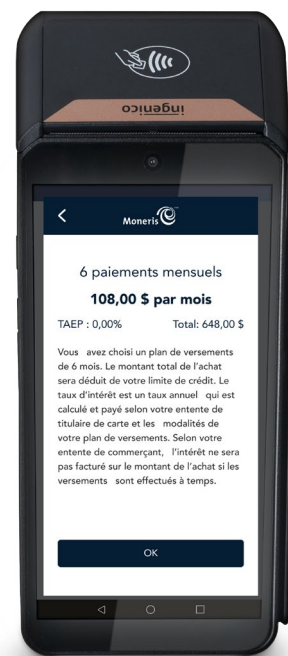 ingenico
Moneris
6 paiements mensuels
108,00 $ par mois
TAEP : 0,00% Total: 648,00 $
Vous avez choisi un plan de versements
de 6 mois. Le montant total de l'achat
sera déduit de votre limite de crédit. Le
taux d'intérêt est un taux annuel qui est
calculé et payé selon votre entente de
titulaire de carte et les modalités de
votre plan de versements. Selon votre
entente de commerçant, l'intérêt ne sera
pas facturé sur le montant de l'achat si les
versements sont effectués à temps.
OK